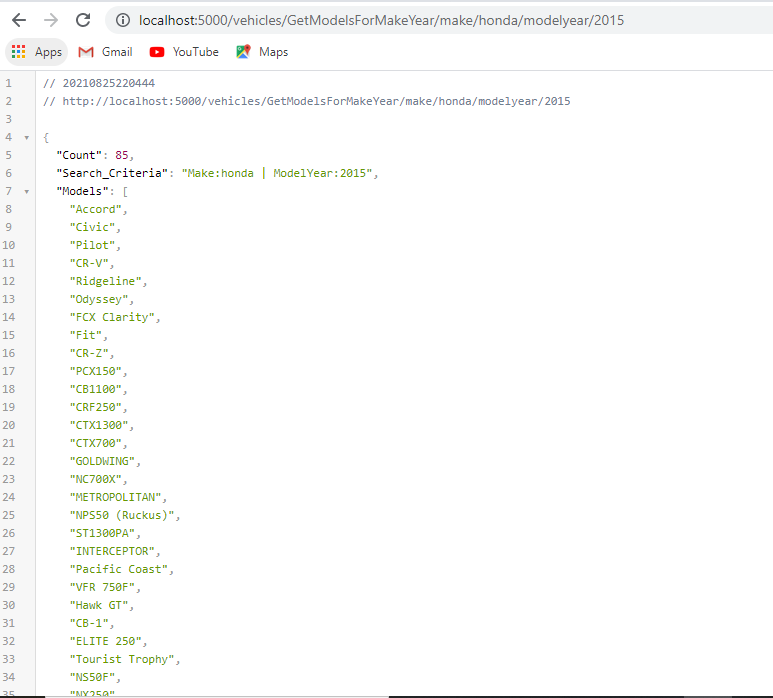 localhost:5000/vehicles/GetModelsForMakeYear/make/honda/modelyear/2015
Apps Gmail YouTube Maps
1 // 20210825220444
2 // http://localhost:5000/vehicles/GetModelsForMakeYear/make/honda/modelyear/2015
3
4 {
5 "Count": 85,
6 "Search_Criteria": "Make:honda | ModelYear:2015",
7 "Models": [
8 "Accord",
9 "Civic",
10 "Pilot",
11 "CR-V",
12 "Ridgeline",
13 "Odyssey",
14 "FCX Clarity",
15 "Fit",
16 "CR-Z",
17 "PCX150",
18 "CB1100",
19 "CRF250",
20 "CTX1300",
21 "CTX700",
22 "GOLDWING",
23 "NC700X",
24 "METROPOLITAN",
25 "NPS50 (Ruckus)",
26 "ST1300PA",
27 "INTERCEPTOR",
28 "Pacific Coast",
29 "VFR 750F",
30 "Hawk GT",
31 "CB-1",
32 "ELITE 250",
33 "Tourist Trophy",
34 "NS50F",
35 "NX250"